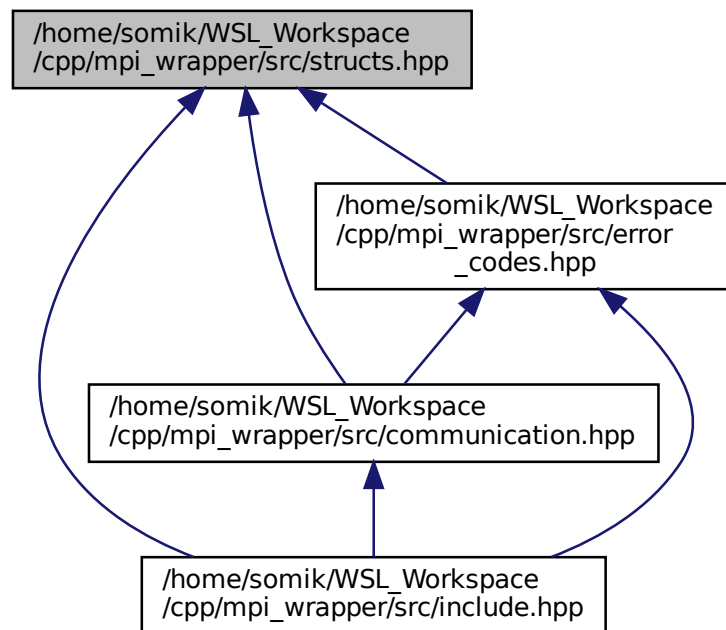 /home/somik/WSL_Workspace
/cpp/mpi_wrapper/src/structs.hpp
/home/somik/WSL_Workspace
/cpp/mpi_wrapper/src/error
_codes.hpp
/home/somik/WSL_Workspace
/cpp/mpi_wrapper/src/communication.hpp
/home/somik/WSL_Workspace
/cpp/mpi_wrapper/src/include.hpp